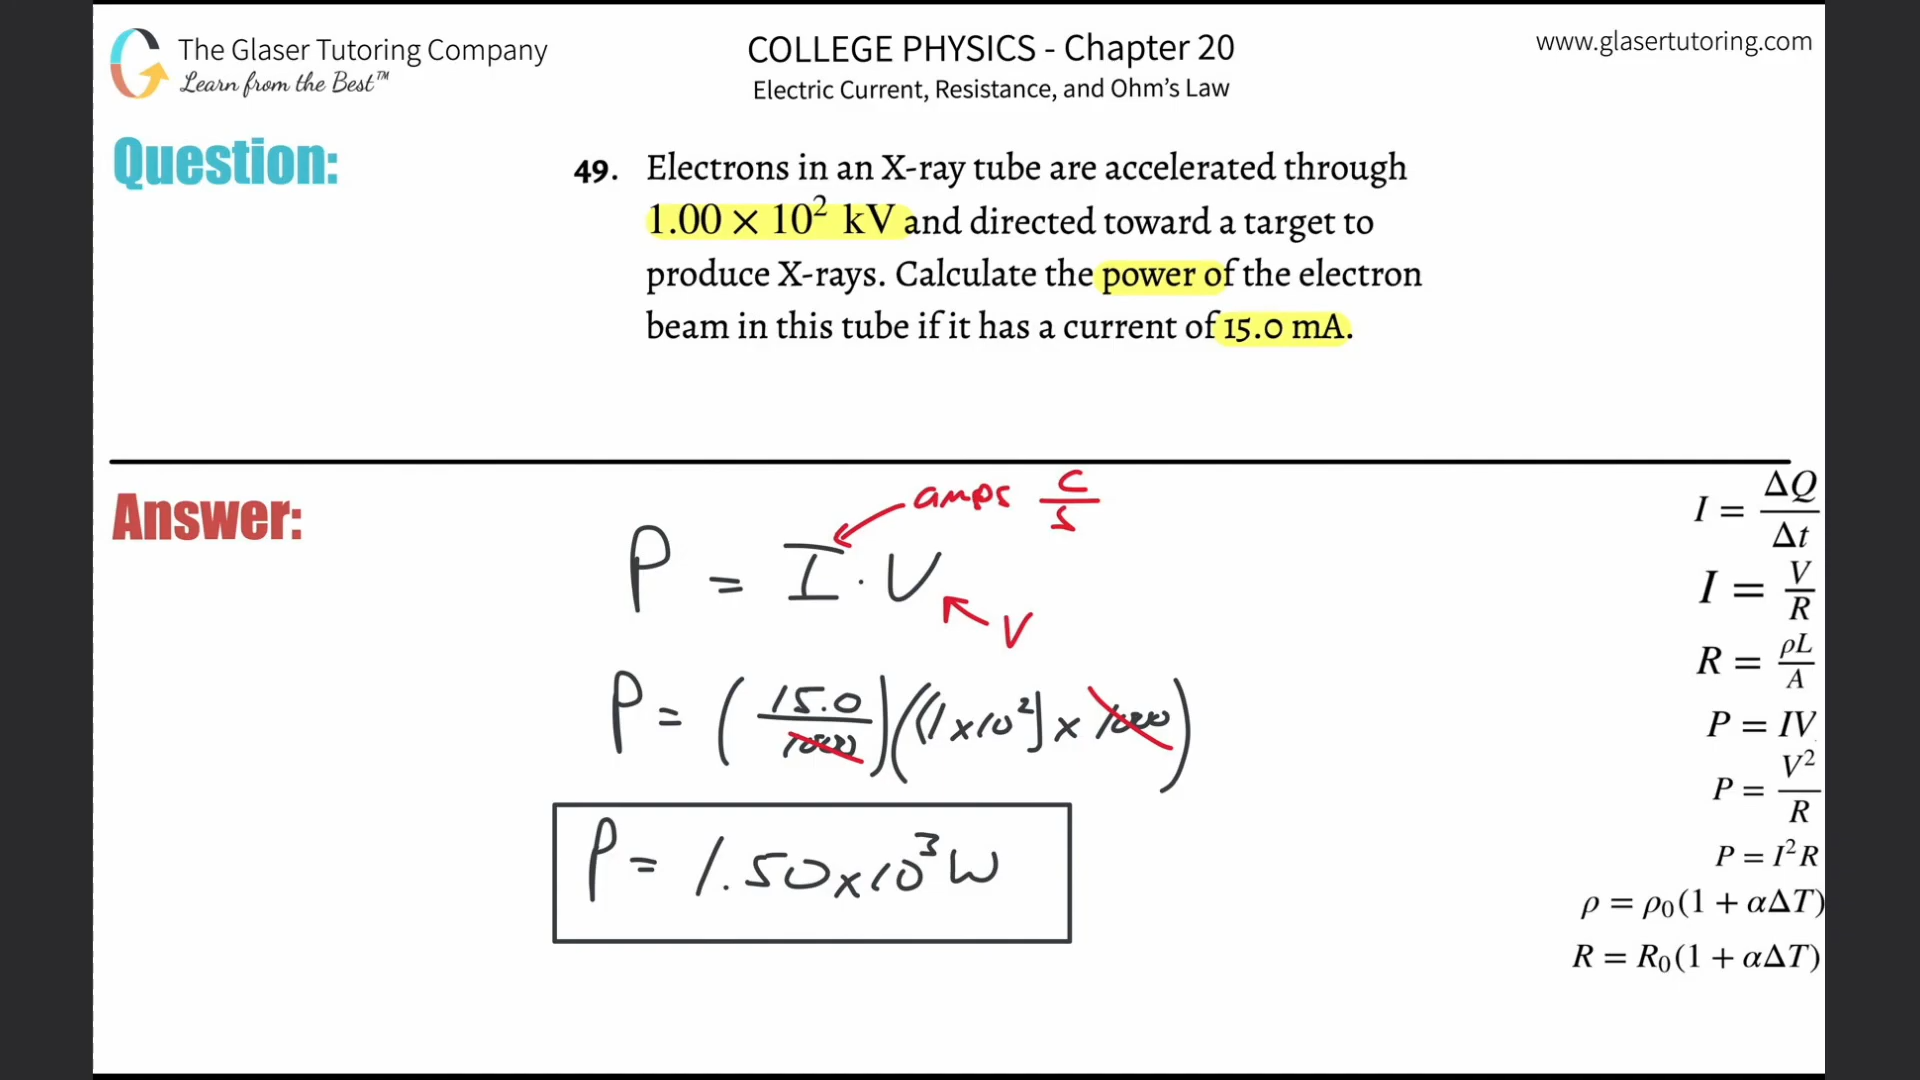 The Glaser Tutoring Company
Learn from the Best™
COLLEGE PHYSICS - Chapter 20
Electric Current, Resistance, and Ohm's Law
www.glasertutoring.com
Question:
49. Electrons in an X-ray tube are accelerated through
1.00 × 10² kV and directed toward a target to
produce X-rays. Calculate the power of the electron
beam in this tube if it has a current of 15.0 mA.
Answer:
amps C/s
P = I · V
V
P = (15.0/1000)((1x10²) x 1000)
P = 1.50x10³ W
I = ΔQ/Δt
I = V/R
R = ρL/A
P = IV
P = V²/R
P = I²R
ρ = ρ₀(1 + αΔT)
R = R₀(1 + αΔT)